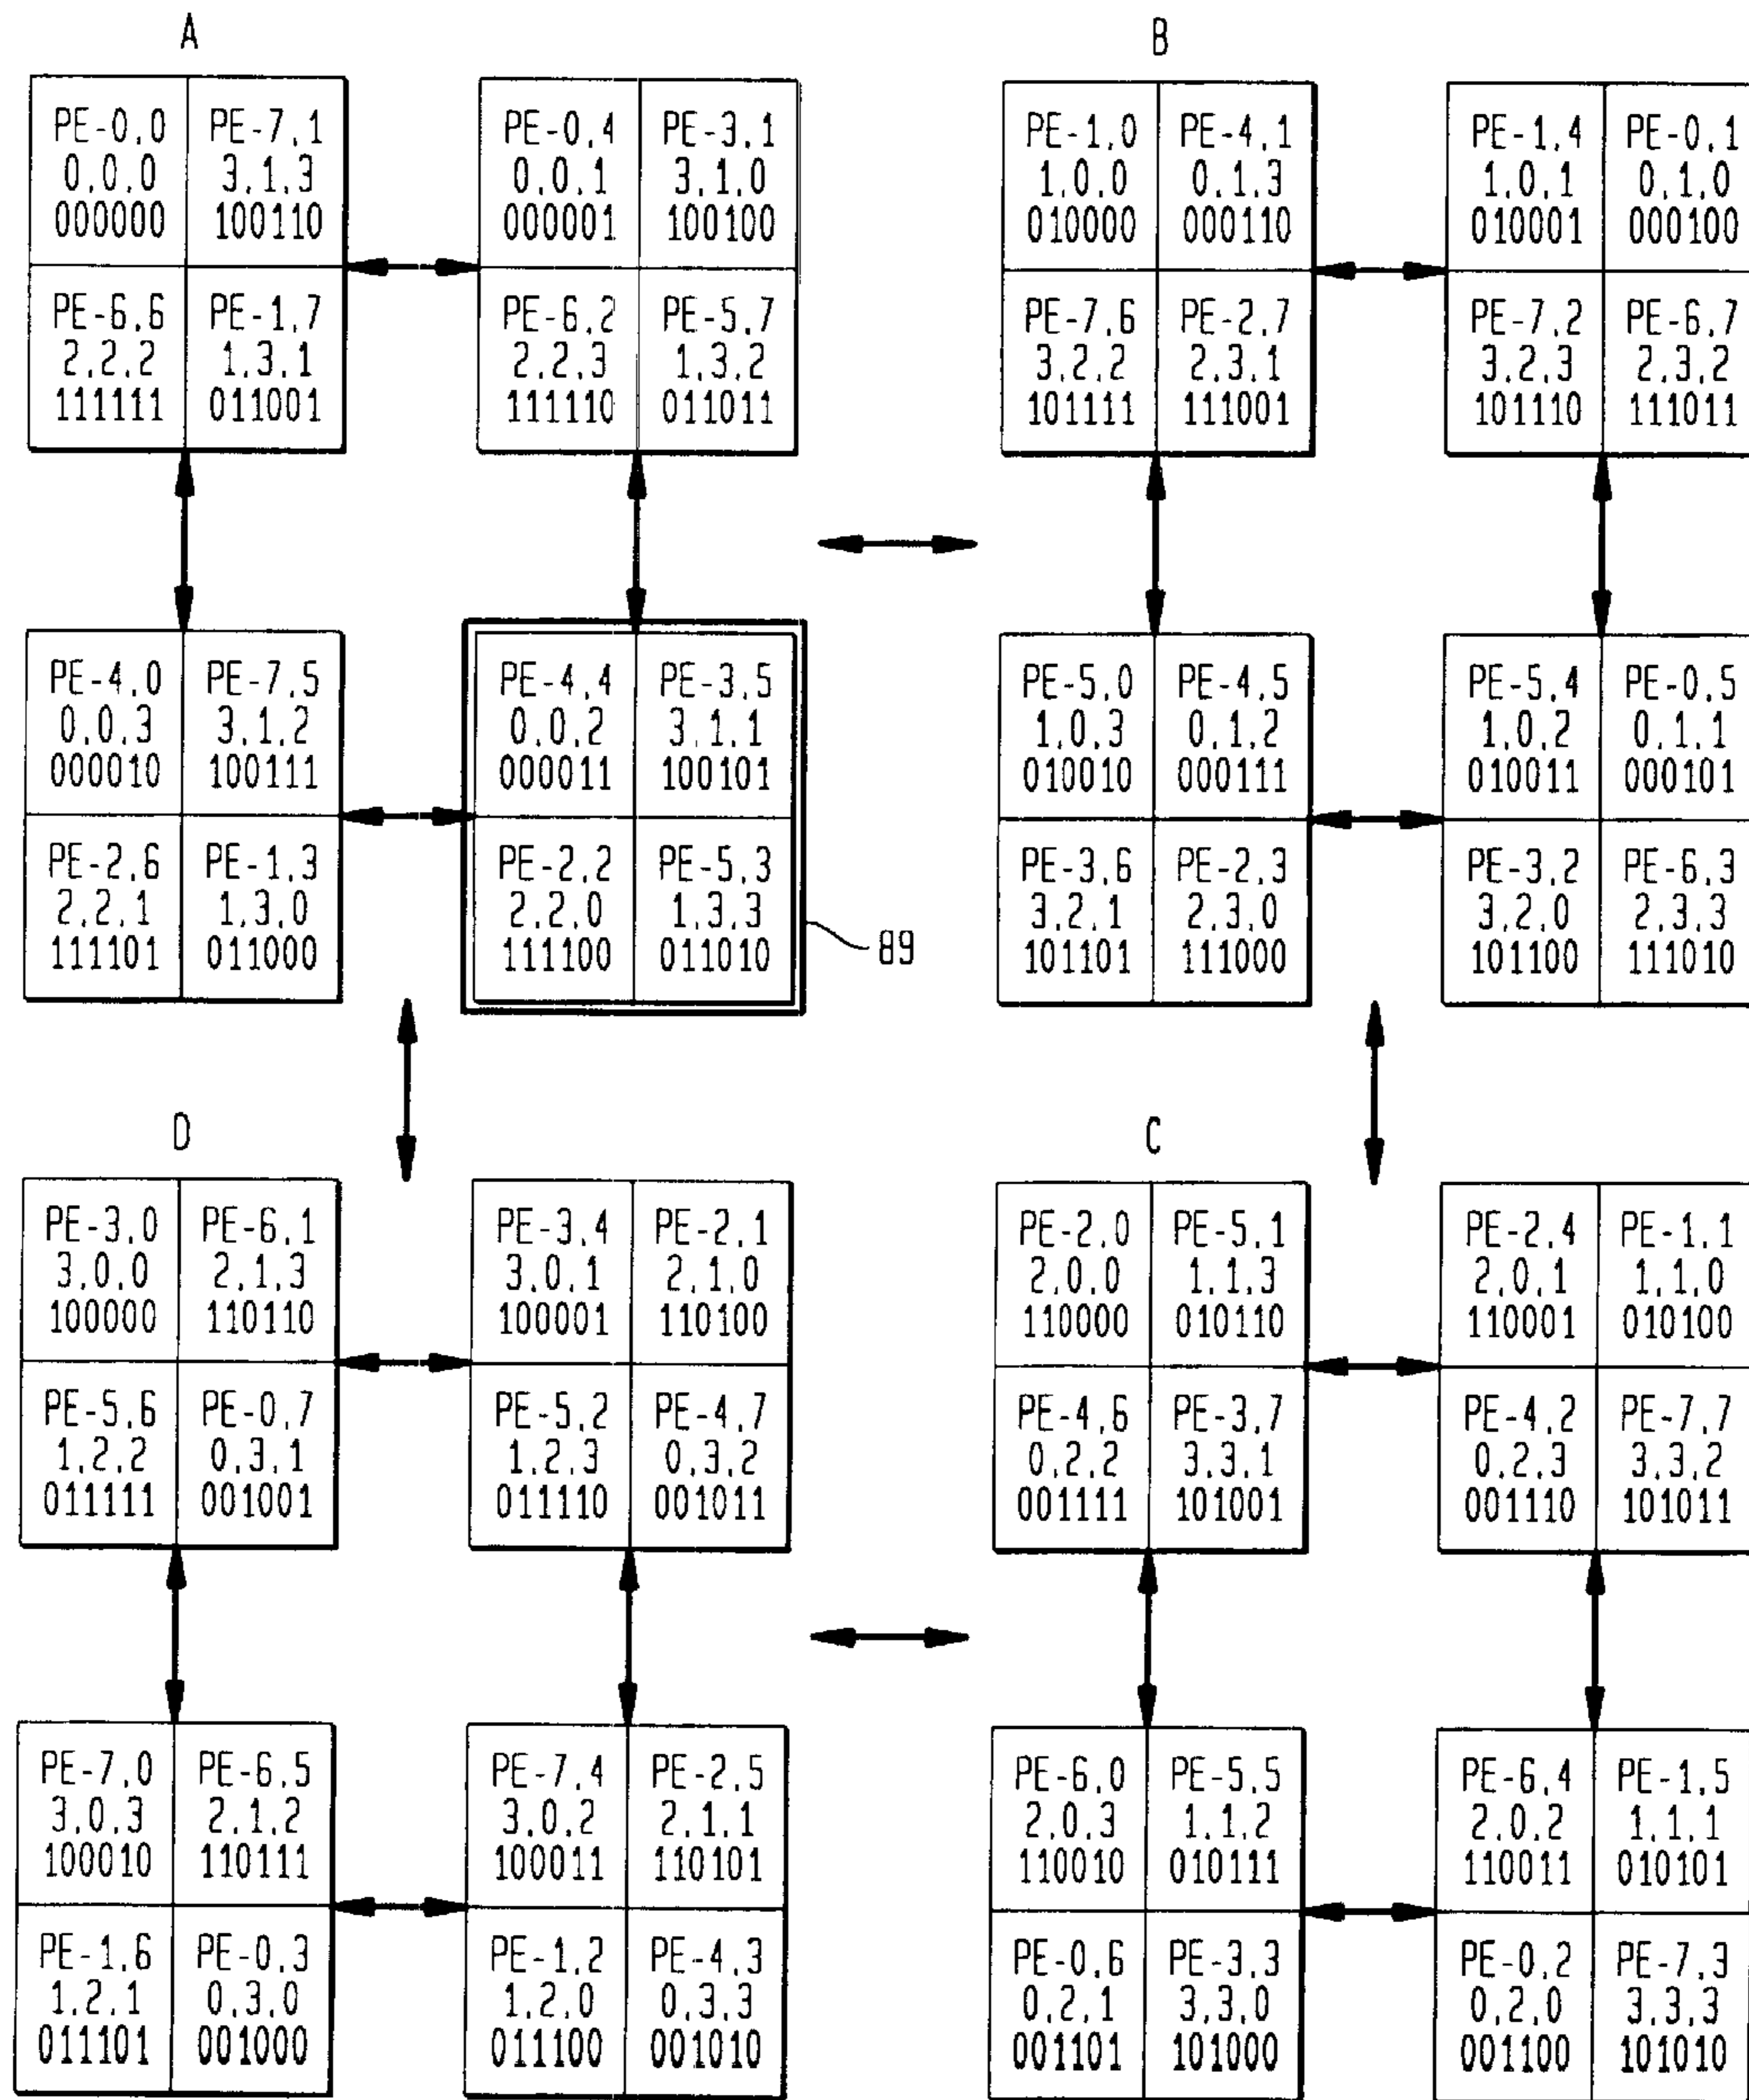 A
B
PE-0,0 PE-7,1 PE-0,4 PE-3,1 PE-1,0 PE-4,1 PE-1,4 PE-0,1
0,0,0 3,1,3 0,0,1 3,1,0 1,0,0 0,1,3 1,0,1 0,1,0
000000 100110 000001 100100 010000 000110 010001 000100
PE-6,6 PE-1,7 PE-6,2 PE-5,7 PE-7,6 PE-2,7 PE-7,2 PE-6,7
2,2,2 1,3,1 2,2,3 1,3,2 3,2,2 2,3,1 3,2,3 2,3,2
111111 011001 111110 011011 101111 111001 101110 111011
PE-4,0 PE-7,5 PE-4,4 PE-3,5 PE-5,0 PE-4,5 PE-5,4 PE-0,5
0,0,3 3,1,2 0,0,2 3,1,1 1,0,3 0,1,2 1,0,2 0,1,1
000010 100111 000011 100101 010010 000111 010011 000101
PE-2,6 PE-1,3 PE-2,2 PE-5,3 PE-3,6 PE-2,3 PE-3,2 PE-6,3
2,2,1 1,3,0 2,2,0 1,3,3 3,2,1 2,3,0 3,2,0 2,3,3
111101 011000 111100 011010 101101 111000 101100 111010
89
D
C
PE-3,0 PE-6,1 PE-3,4 PE-2,1 PE-2,0 PE-5,1 PE-2,4 PE-1,1
3,0,0 2,1,3 3,0,1 2,1,0 2,0,0 1,1,3 2,0,1 1,1,0
100000 110110 100001 110100 110000 010110 110001 010100
PE-5,6 PE-0,7 PE-5,2 PE-4,7 PE-4,6 PE-3,7 PE-4,2 PE-7,7
1,2,2 0,3,1 1,2,3 0,3,2 0,2,2 3,3,1 0,2,3 3,3,2
011111 001001 011110 001011 001111 101001 001110 101011
PE-7,0 PE-6,5 PE-7,4 PE-2,5 PE-6,0 PE-5,5 PE-6,4 PE-1,5
3,0,3 2,1,2 3,0,2 2,1,1 2,0,3 1,1,2 2,0,2 1,1,1
100010 110111 100011 110101 110010 010111 110011 010101
PE-1,6 PE-0,3 PE-1,2 PE-4,3 PE-0,6 PE-3,3 PE-0,2 PE-7,3
1,2,1 0,3,0 1,2,0 0,3,3 0,2,1 3,3,0 0,2,0 3,3,3
011101 001000 011100 001010 001101 101000 001100 101010